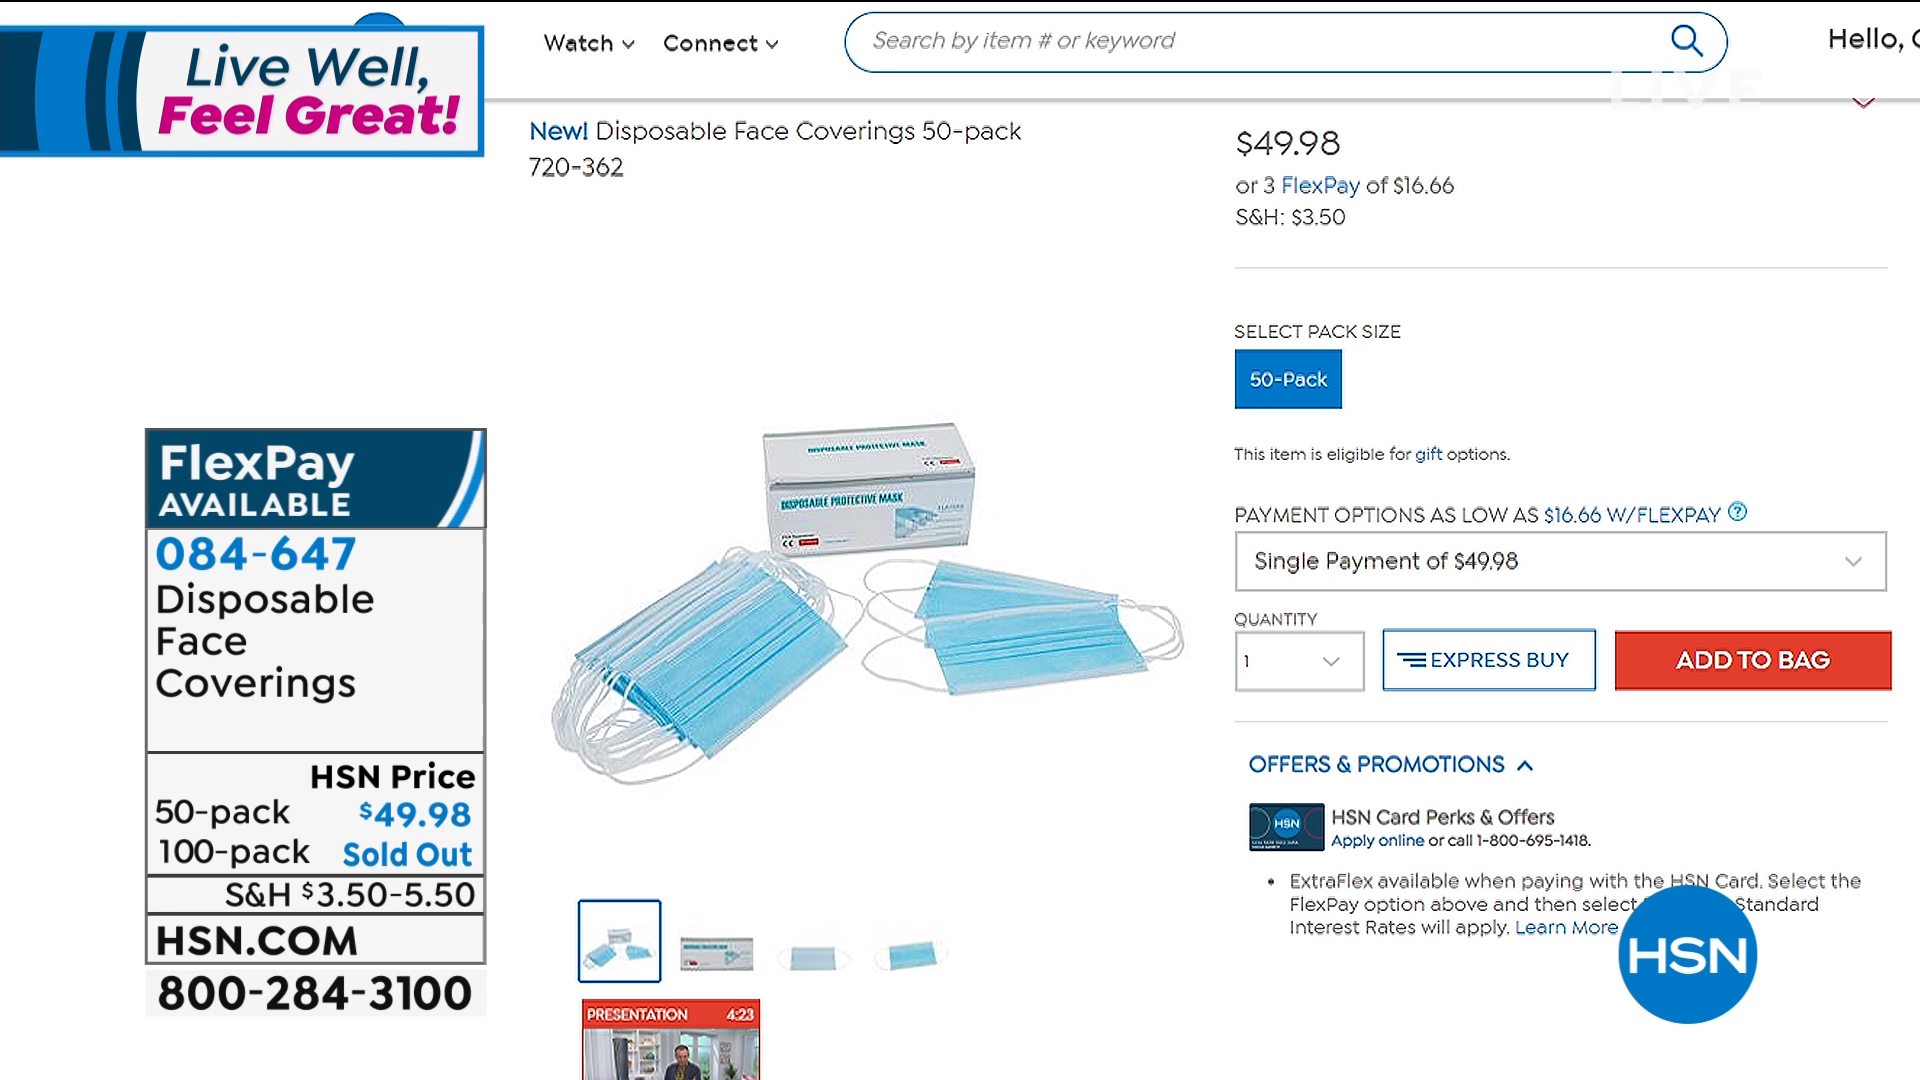 Live Well,
Feel Great!
Watch
Connect
Search by item # or keyword
Hello,
LIVE
New! Disposable Face Coverings 50-pack
720-362
$49.98
or 3 FlexPay of $16.66
S&H: $3.50
SELECT PACK SIZE
50-Pack
This item is eligible for gift options.
PAYMENT OPTIONS AS LOW AS $16.66 W/FLEXPAY ?
Single Payment of $49.98
QUANTITY
1
EXPRESS BUY
ADD TO BAG
OFFERS & PROMOTIONS
HSN
HSN Card Perks & Offers
Apply online or call 1-800-695-1418.
• ExtraFlex available when paying with the HSN Card. Select the
FlexPay option above and then select Standard
Interest Rates will apply. Learn More
HSN
DISPOSABLE PROTECTIVE MASK
DISPOSABLE PROTECTIVE MASK
FlexPay
AVAILABLE
084-647
Disposable
Face
Coverings
HSN Price
50-pack $49.98
100-pack Sold Out
S&H $3.50-5.50
HSN.COM
800-284-3100
PRESENTATION 4:23